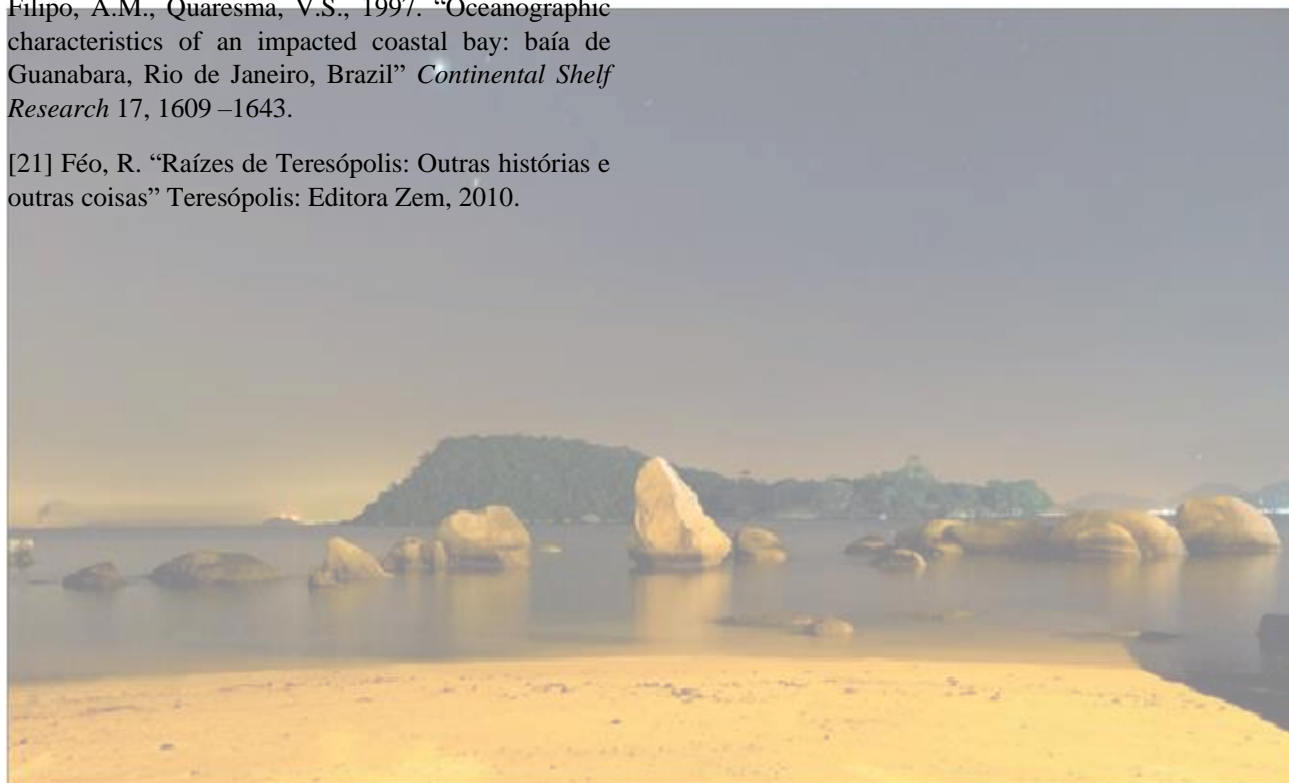 Filipo, A.M., Quaresma, V.S., 1997. “Oceanographic
characteristics of an impacted coastal bay: baía de
Guanabara, Rio de Janeiro, Brazil” Continental Shelf
Research 17, 1609 –1643.
[21] Féo, R. “Raízes de Teresópolis: Outras histórias e
outras coisas” Teresópolis: Editora Zem, 2010.